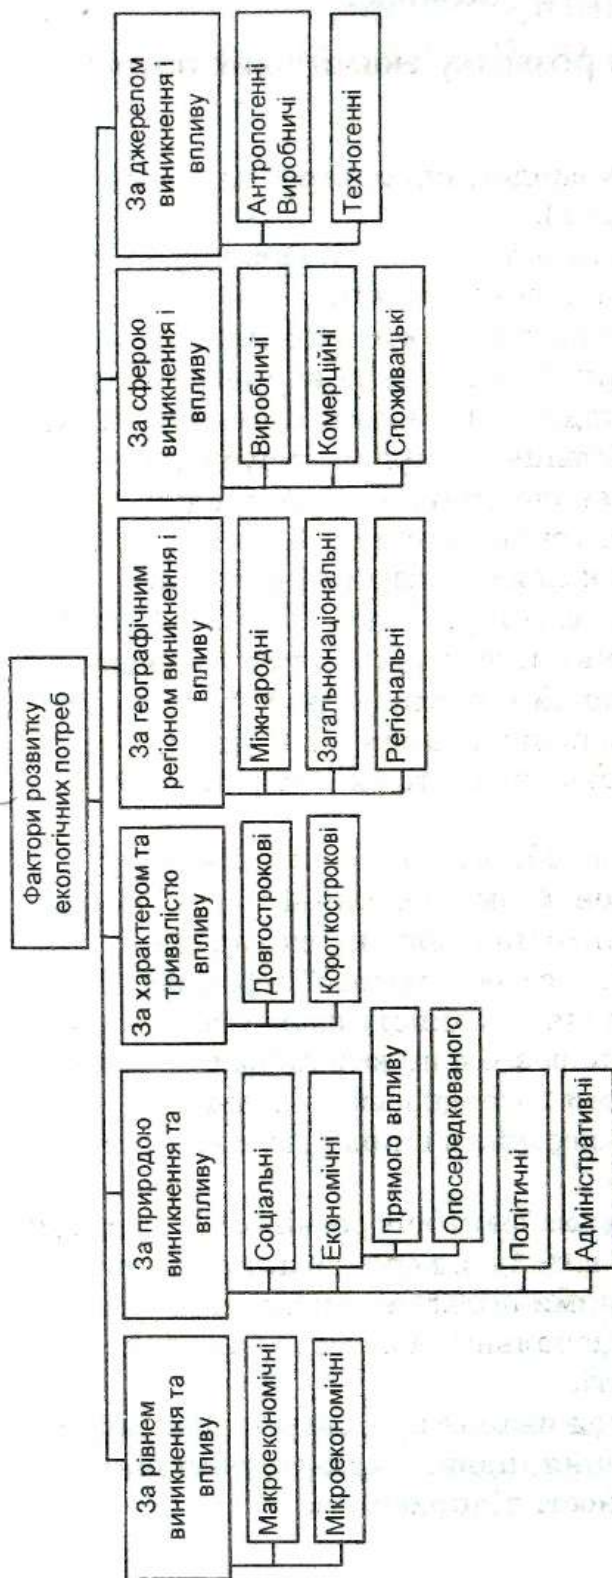 Фактори розвитку
екологічних потреб
За рівнем
виникнення та
впливу
Макроекономічні
Мікроекономічні
За природою
виникнення та
впливу
Соціальні
Економічні
Прямого впливу
Опосередкованого
Політичні
Адміністративні
За характером та
тривалістю
впливу
Довгострокові
Короткострокові
За географічним
регіоном виникнення і
впливу
Міжнародні
Загальнонаціональні
Регіональні
За сферою
виникнення і
впливу
Виробничі
Комерційні
Споживацькі
За джерелом
виникнення і
впливу
Антропогенні
Виробничі
Техногенні